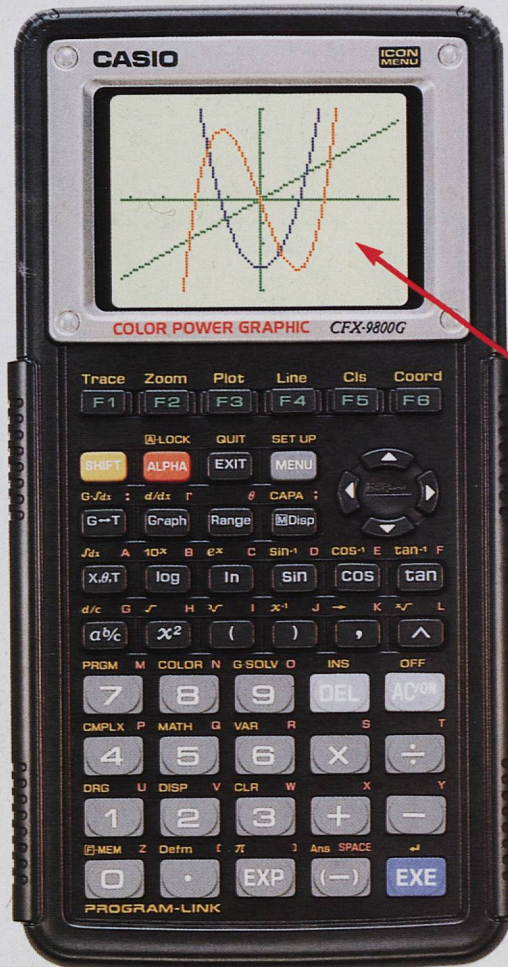 CASIO ICON MENU
COLOR POWER GRAPHIC CFX-9800G
Trace Zoom Plot Line Cls Coord
F1 F2 F3 F4 F5 F6
A-LOCK QUIT SET UP
SHIFT ALPHA EXIT MENU
G-∫dx : d/dx Γ θ CAPA ;
G↔T Graph Range MDisp
∫dx A 10ˣ B eˣ C sin⁻¹ D cos⁻¹ E tan⁻¹ F
X,θ,T log ln sin cos tan
d/c G √ H ³√ I x⁻¹ J → K ˣ√ L
ab/c x² ( ) , ^
PRGM M COLOR N G-SOLV O INS OFF
7 8 9 DEL AC/ON
CMPLX P MATH Q VAR R S T
4 5 6 × ÷
DRG U DISP V CLR W X Y
1 2 3 + −
F-MEM Z Defm [ π ] Ans SPACE ↵
0 · EXP (−) EXE
PROGRAM-LINK